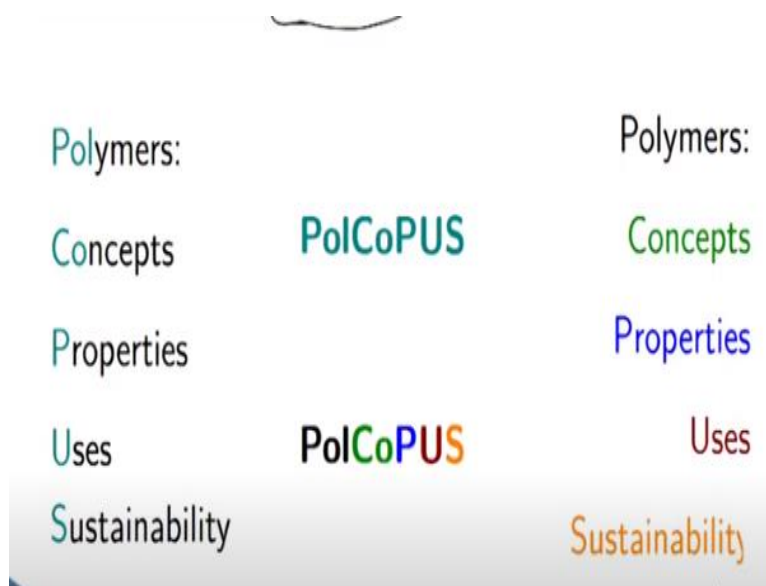 Polymers:
Concepts
Properties
Uses
Sustainability
PolCoPUS
PolCoPUS
Polymers:
Concepts
Properties
Uses
Sustainability